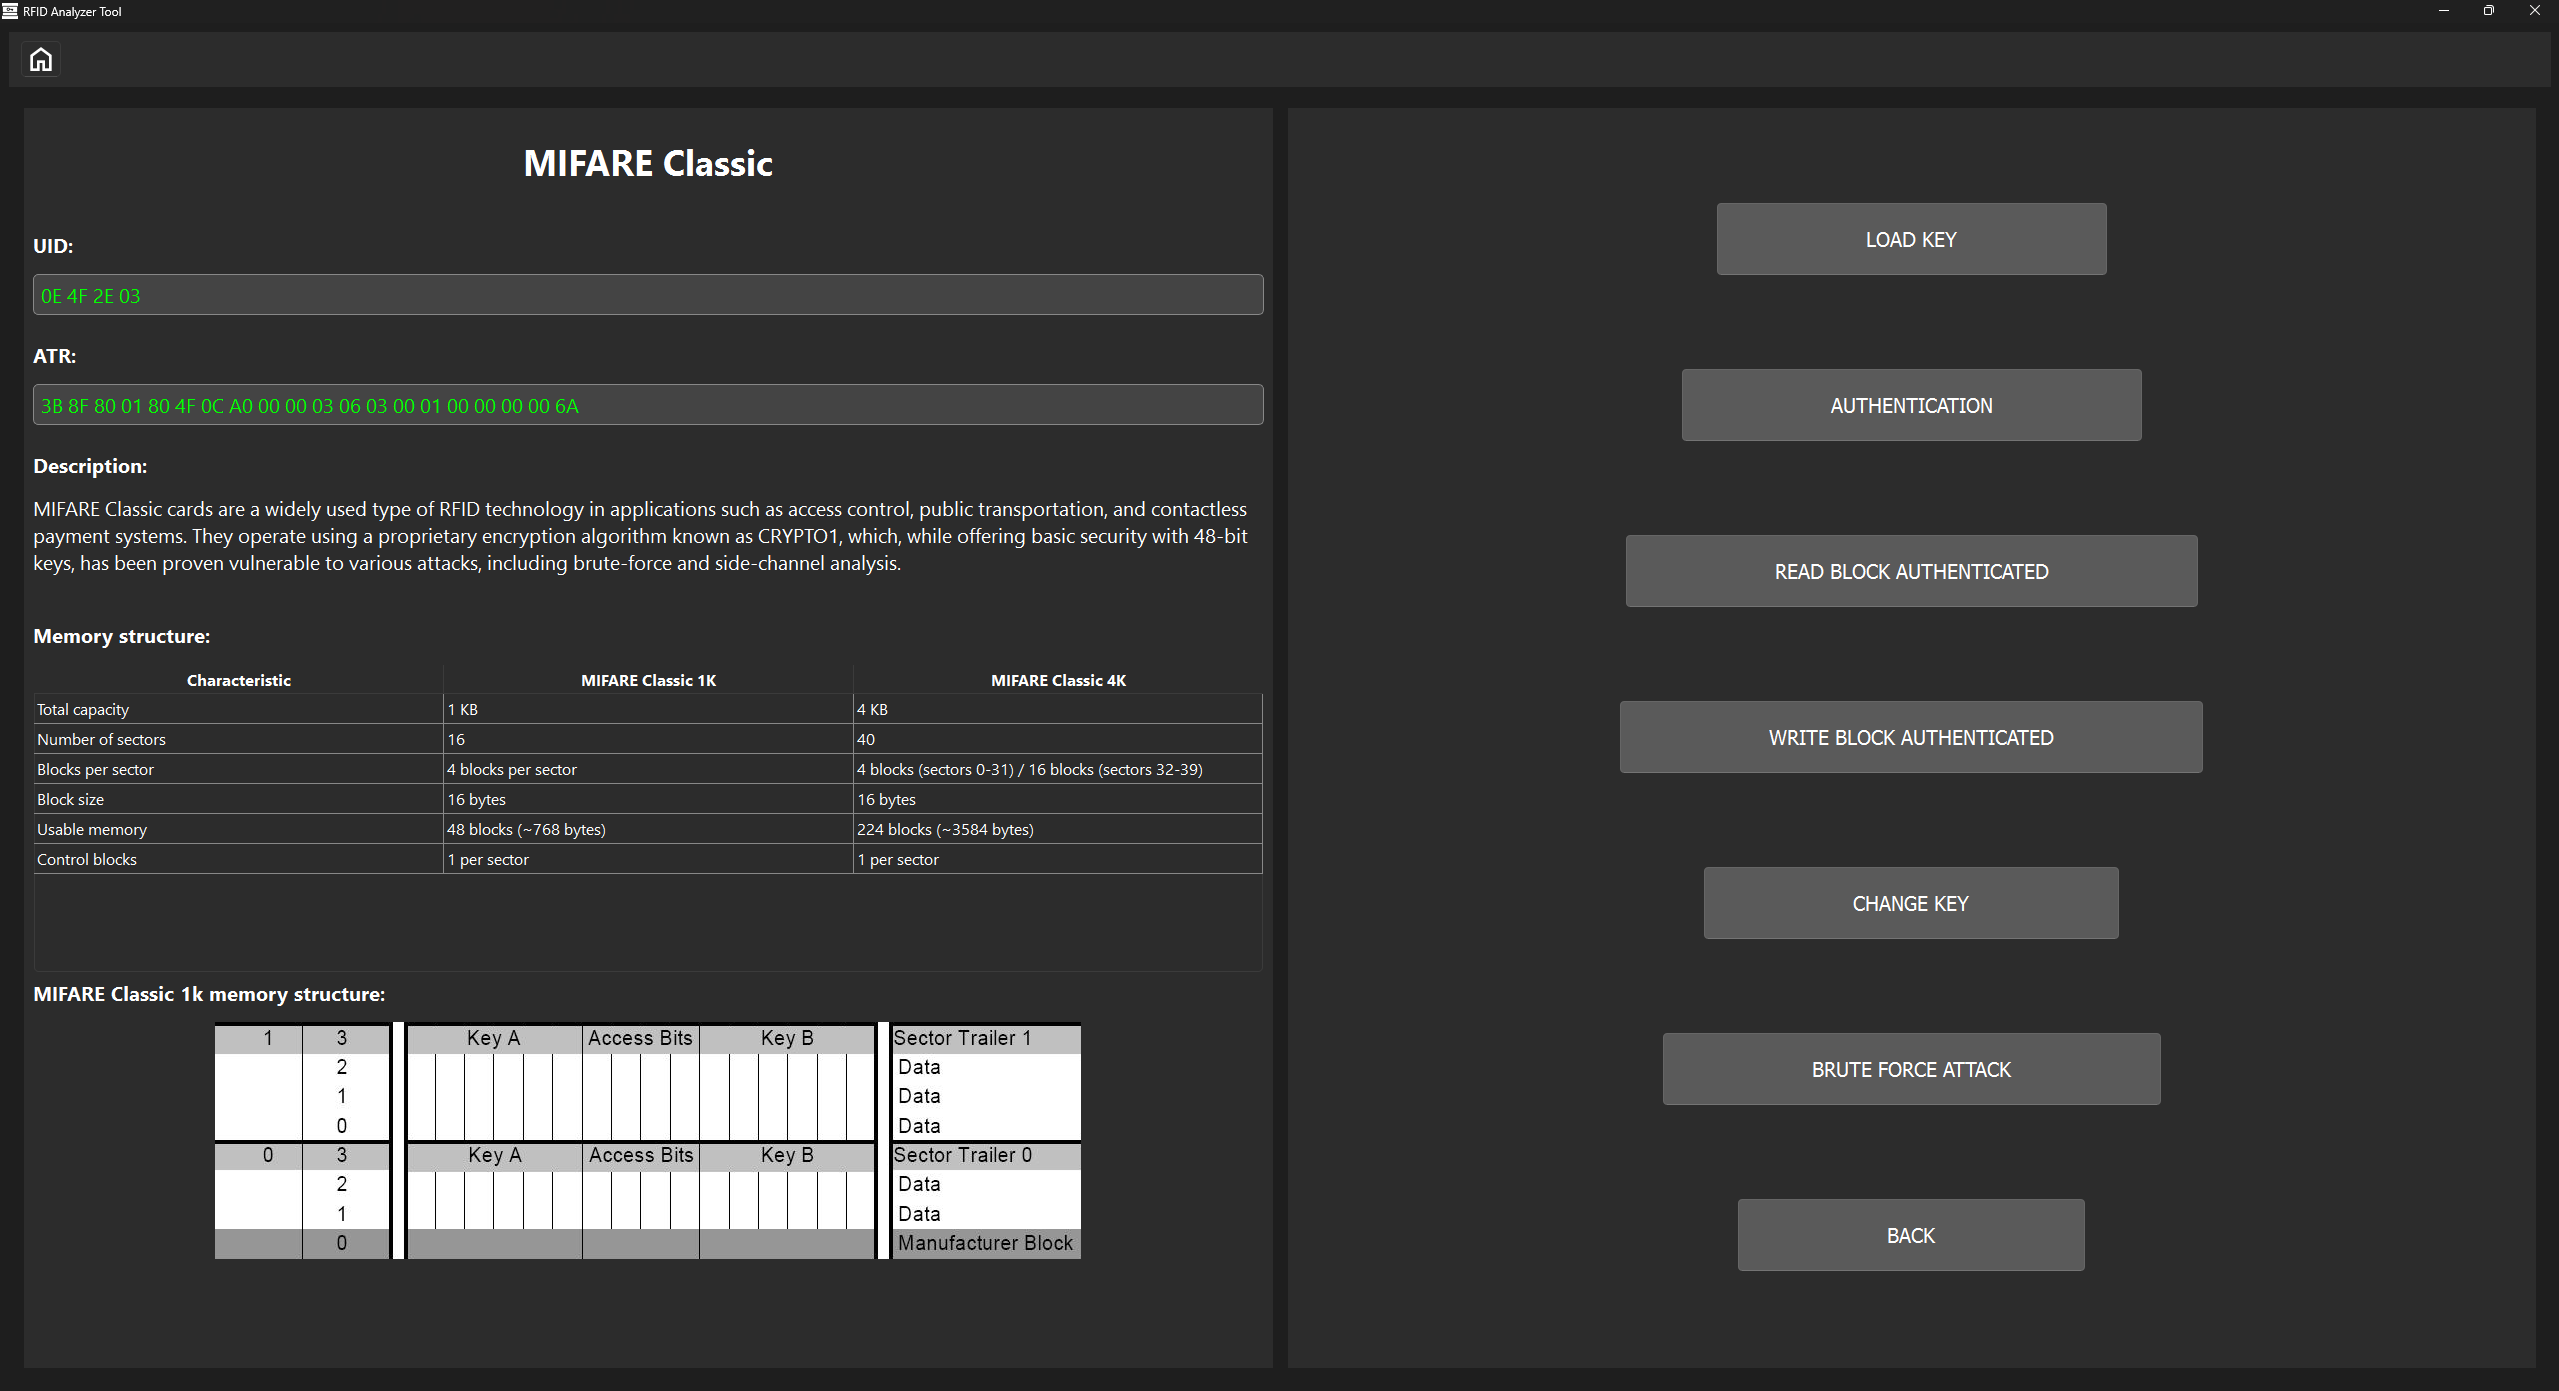 RFID Analyzer Tool
MIFARE Classic
UID:
0E 4F 2E 03
ATR:
3B 8F 80 01 80 4F 0C A0 00 00 03 06 03 00 01 00 00 00 00 6A
Description:
MIFARE Classic cards are a widely used type of RFID technology in applications such as access control, public transportation, and contactless
payment systems. They operate using a proprietary encryption algorithm known as CRYPTO1, which, while offering basic security with 48-bit
keys, has been proven vulnerable to various attacks, including brute-force and side-channel analysis.
Memory structure:
Characteristic MIFARE Classic 1K MIFARE Classic 4K
Total capacity 1 KB 4 KB
Number of sectors 16 40
Blocks per sector 4 blocks per sector 4 blocks (sectors 0-31) / 16 blocks (sectors 32-39)
Block size 16 bytes 16 bytes
Usable memory 48 blocks (~768 bytes) 224 blocks (~3584 bytes)
Control blocks 1 per sector 1 per sector
MIFARE Classic 1k memory structure:
1 3 Key A Access Bits Key B Sector Trailer 1
2 Data
1 Data
0 Data
0 3 Key A Access Bits Key B Sector Trailer 0
2 Data
1 Data
0 Manufacturer Block
LOAD KEY
AUTHENTICATION
READ BLOCK AUTHENTICATED
WRITE BLOCK AUTHENTICATED
CHANGE KEY
BRUTE FORCE ATTACK
BACK